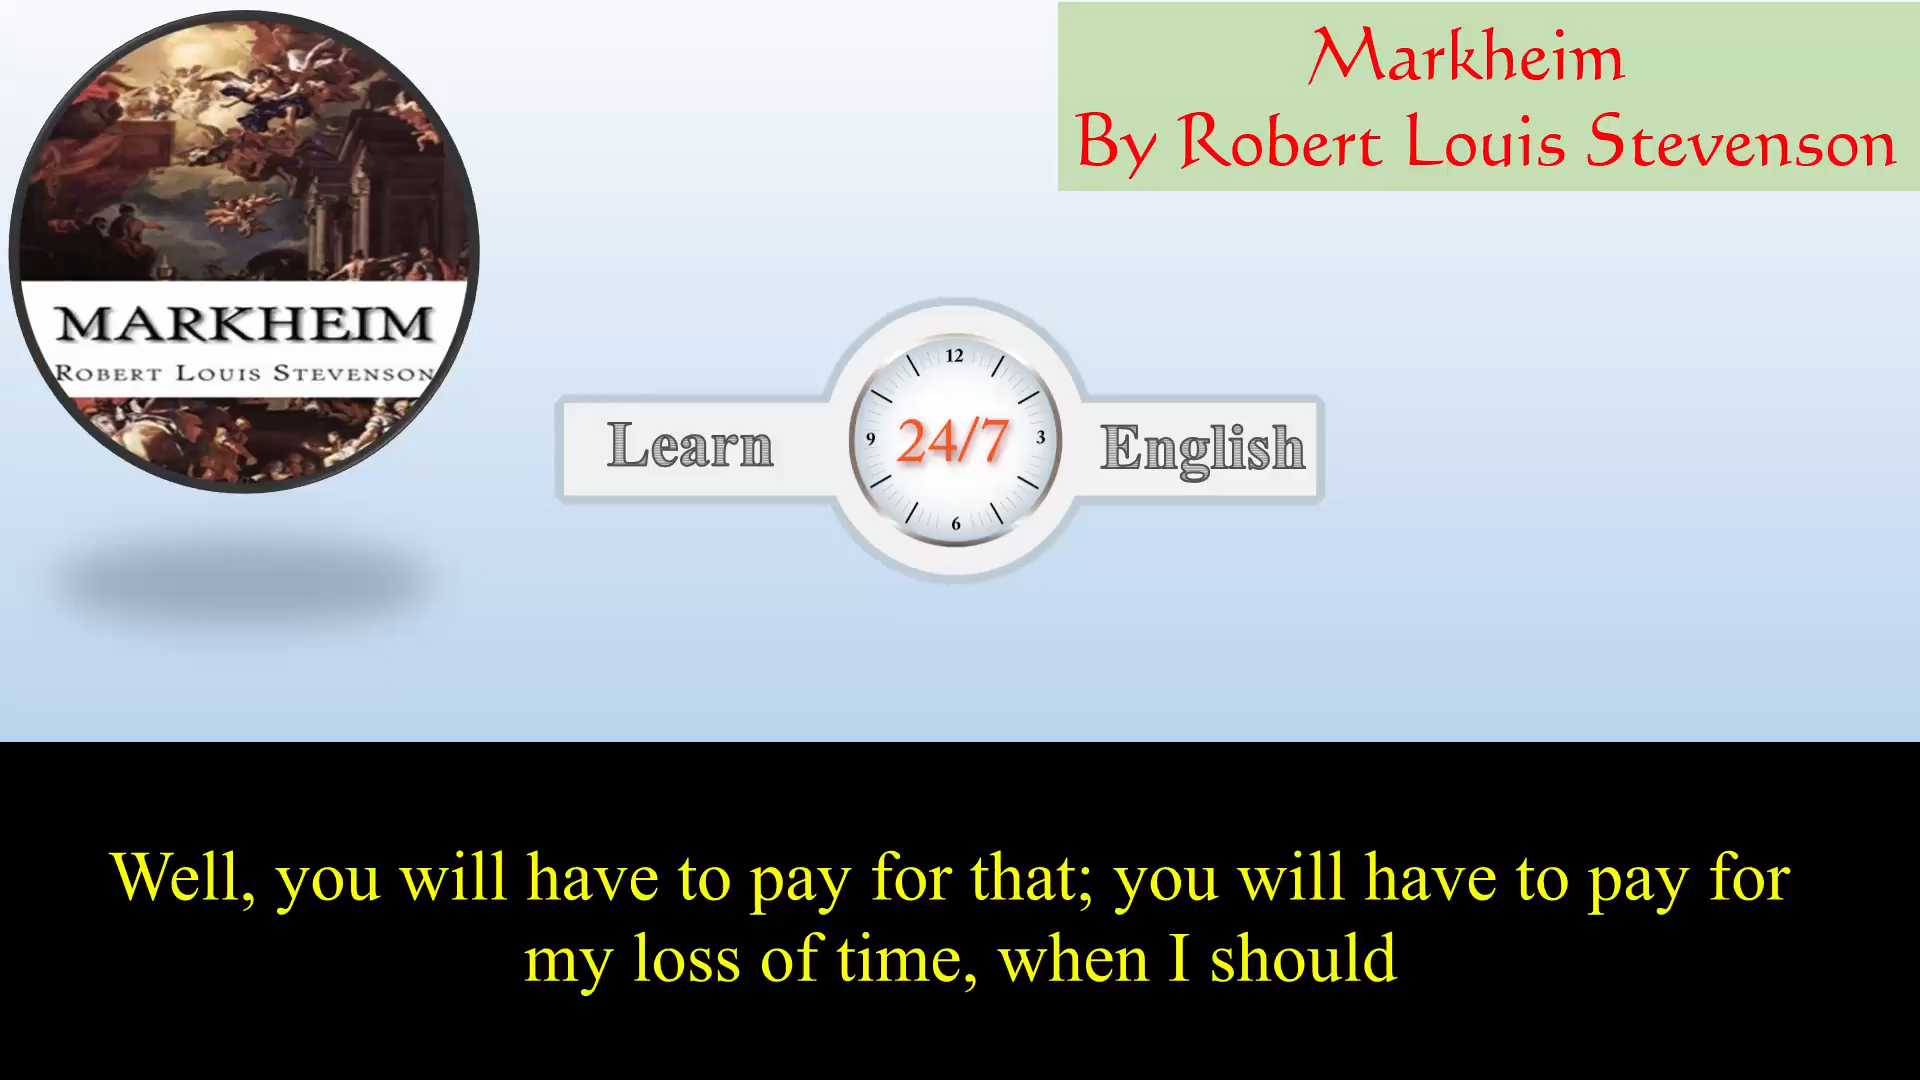 Markheim
By Robert Louis Stevenson
MARKHEIM
ROBERT LOUIS STEVENSON
Learn
24/7
English
12
3
6
9
Well, you will have to pay for that; you will have to pay for
my loss of time, when I should